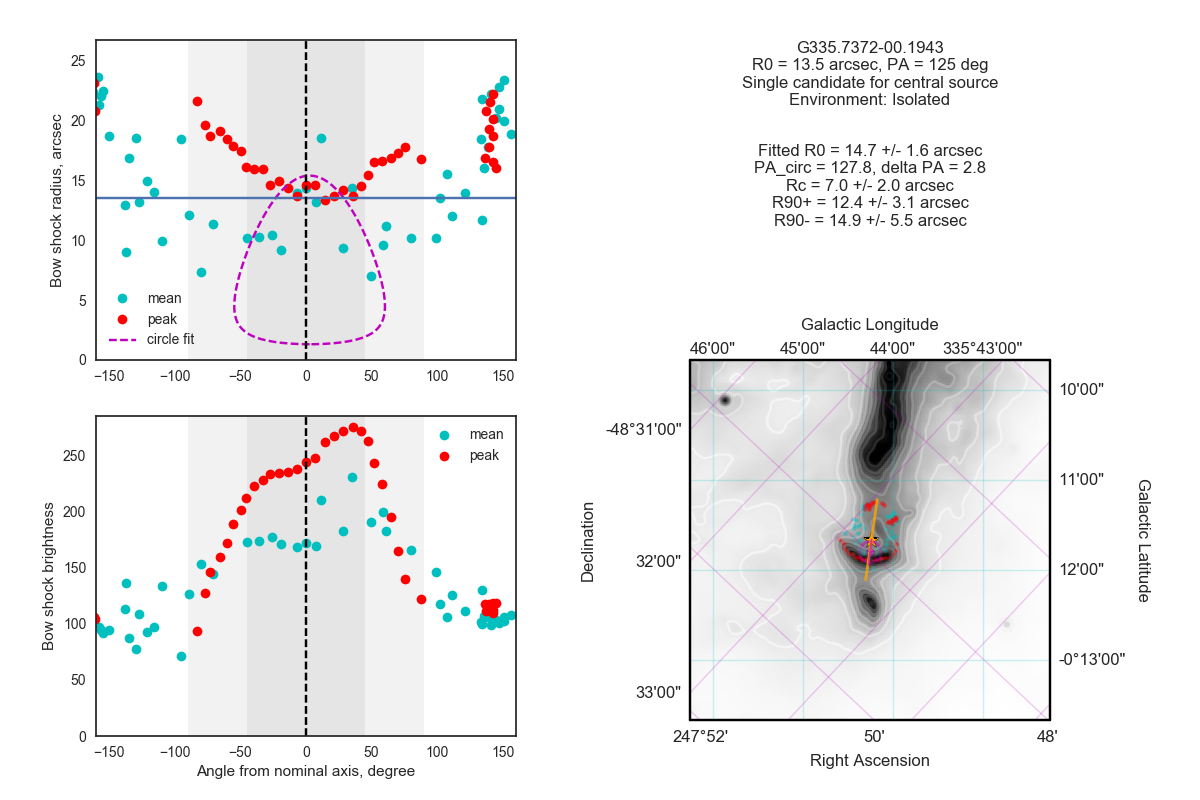 G335.7372-00.1943
R0 = 13.5 arcsec, PA = 125 deg
Single candidate for central source
Environment: Isolated
Fitted R0 = 14.7 +/- 1.6 arcsec
PA_circ = 127.8, delta PA = 2.8
Rc = 7.0 +/- 2.0 arcsec
R90+ = 12.4 +/- 3.1 arcsec
R90- = 14.9 +/- 5.5 arcsec
Bow shock radius, arcsec
25
20
15
10
5
0
mean
peak
circle fit
−150 −100 −50 0 50 100 150
Bow shock brightness
250
200
150
100
50
0
mean
peak
−150 −100 −50 0 50 100 150
Angle from nominal axis, degree
Galactic Longitude
46'00" 45'00" 44'00" 335°43'00"
10'00"
11'00"
12'00"
-0°13'00"
Galactic Latitude
Declination
-48°31'00"
32'00"
33'00"
247°52' 50' 48'
Right Ascension